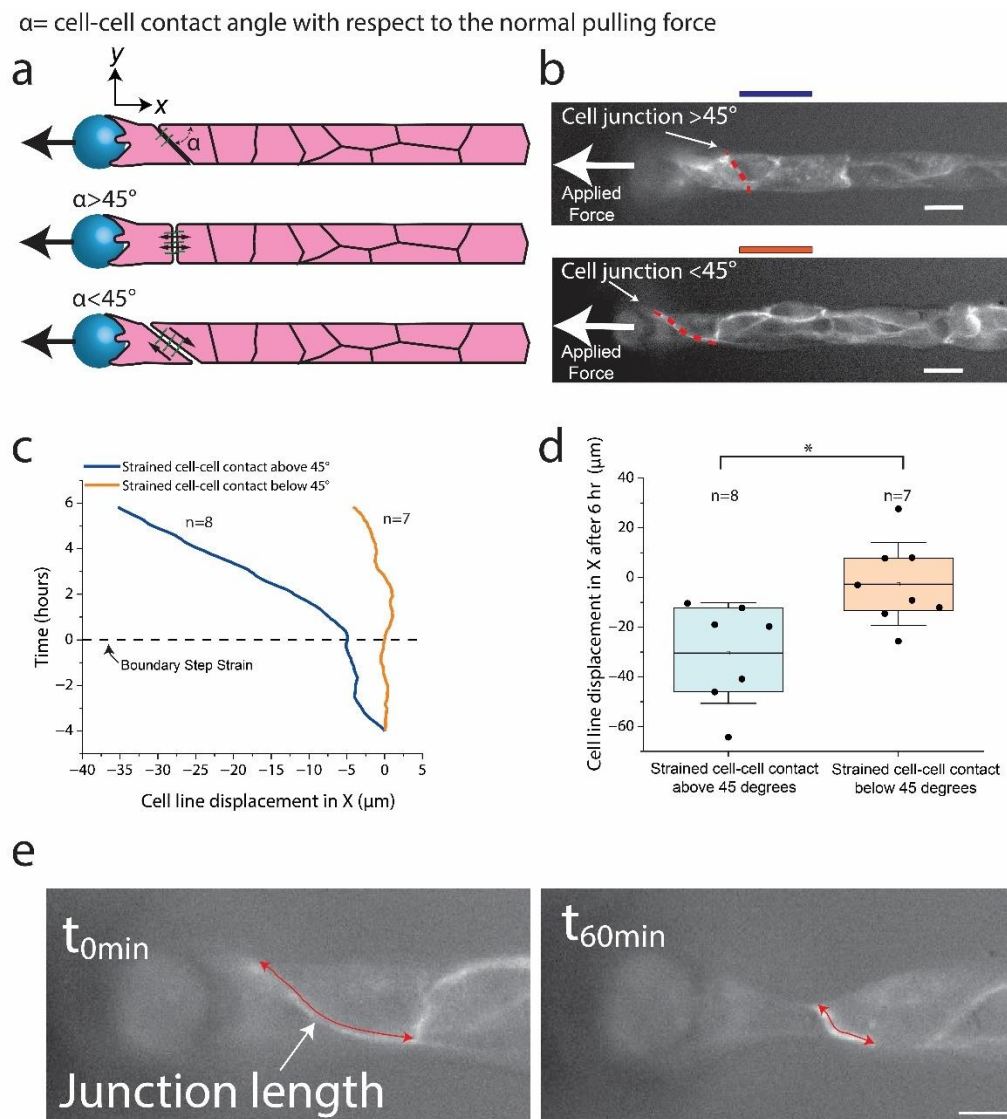 α= cell-cell contact angle with respect to the normal pulling force
a
y
x
α
α>45°
α<45°
b
Cell junction >45°
Applied
Force
Cell junction <45°
Applied
Force
c
Strained cell-cell contact above 45°
Strained cell-cell contact below 45°
n=8
n=7
6
4
2
0
−2
−4
Time (hours)
Boundary Step Strain
−40 −35 −30 −25 −20 −15 −10 −5 0 5
Cell line displacement in X (μm)
d
*
n=8
n=7
40
20
0
−20
−40
−60
Cell line displacement in X after 6 hr (μm)
Strained cell-cell contact
above 45 degrees
Strained cell-cell contact
below 45 degrees
e
t0min
Junction length
t60min